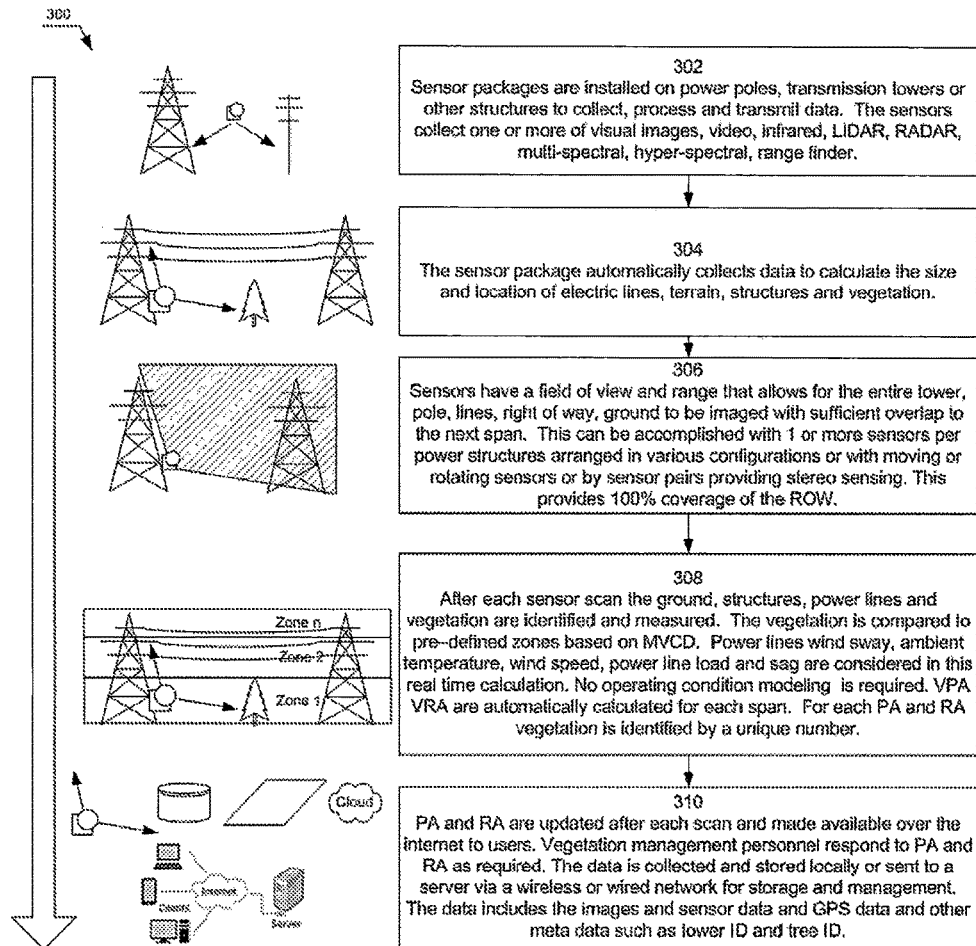 300
302
Sensor packages are installed on power poles, transmission towers or
other structures to collect, process and transmit data. The sensors
collect one or more of visual images, video, infrared, LiDAR, RADAR,
multi-spectral, hyper-spectral, range finder.
304
The sensor package automatically collects data to calculate the size
and location of electric lines, terrain, structures and vegetation.
306
Sensors have a field of view and range that allows for the entire tower,
pole, lines, right of way, ground to be imaged with sufficient overlap to
the next span. This can be accomplished with 1 or more sensors per
power structures arranged in various configurations or with moving or
rotating sensors or by sensor pairs providing stereo sensing. This
provides 100% coverage of the ROW.
Zone n
Zone 2
Zone 1
308
After each sensor scan the ground, structures, power lines and
vegetation are identified and measured. The vegetation is compared to
pre-defined zones based on MVCD. Power lines wind sway, ambient
temperature, wind speed, power line load and sag are considered in this
real time calculation. No operating condition modeling is required. VPA
VRA are automatically calculated for each span. For each PA and RA
vegetation is identified by a unique number.
Cloud
Internet
Clients
Server
310
PA and RA are updated after each scan and made available over the
internet to users. Vegetation management personnel respond to PA and
RA as required. The data is collected and stored locally or sent to a
server via a wireless or wired network for storage and management.
The data includes the images and sensor data and GPS data and other
meta data such as tower ID and tree ID.